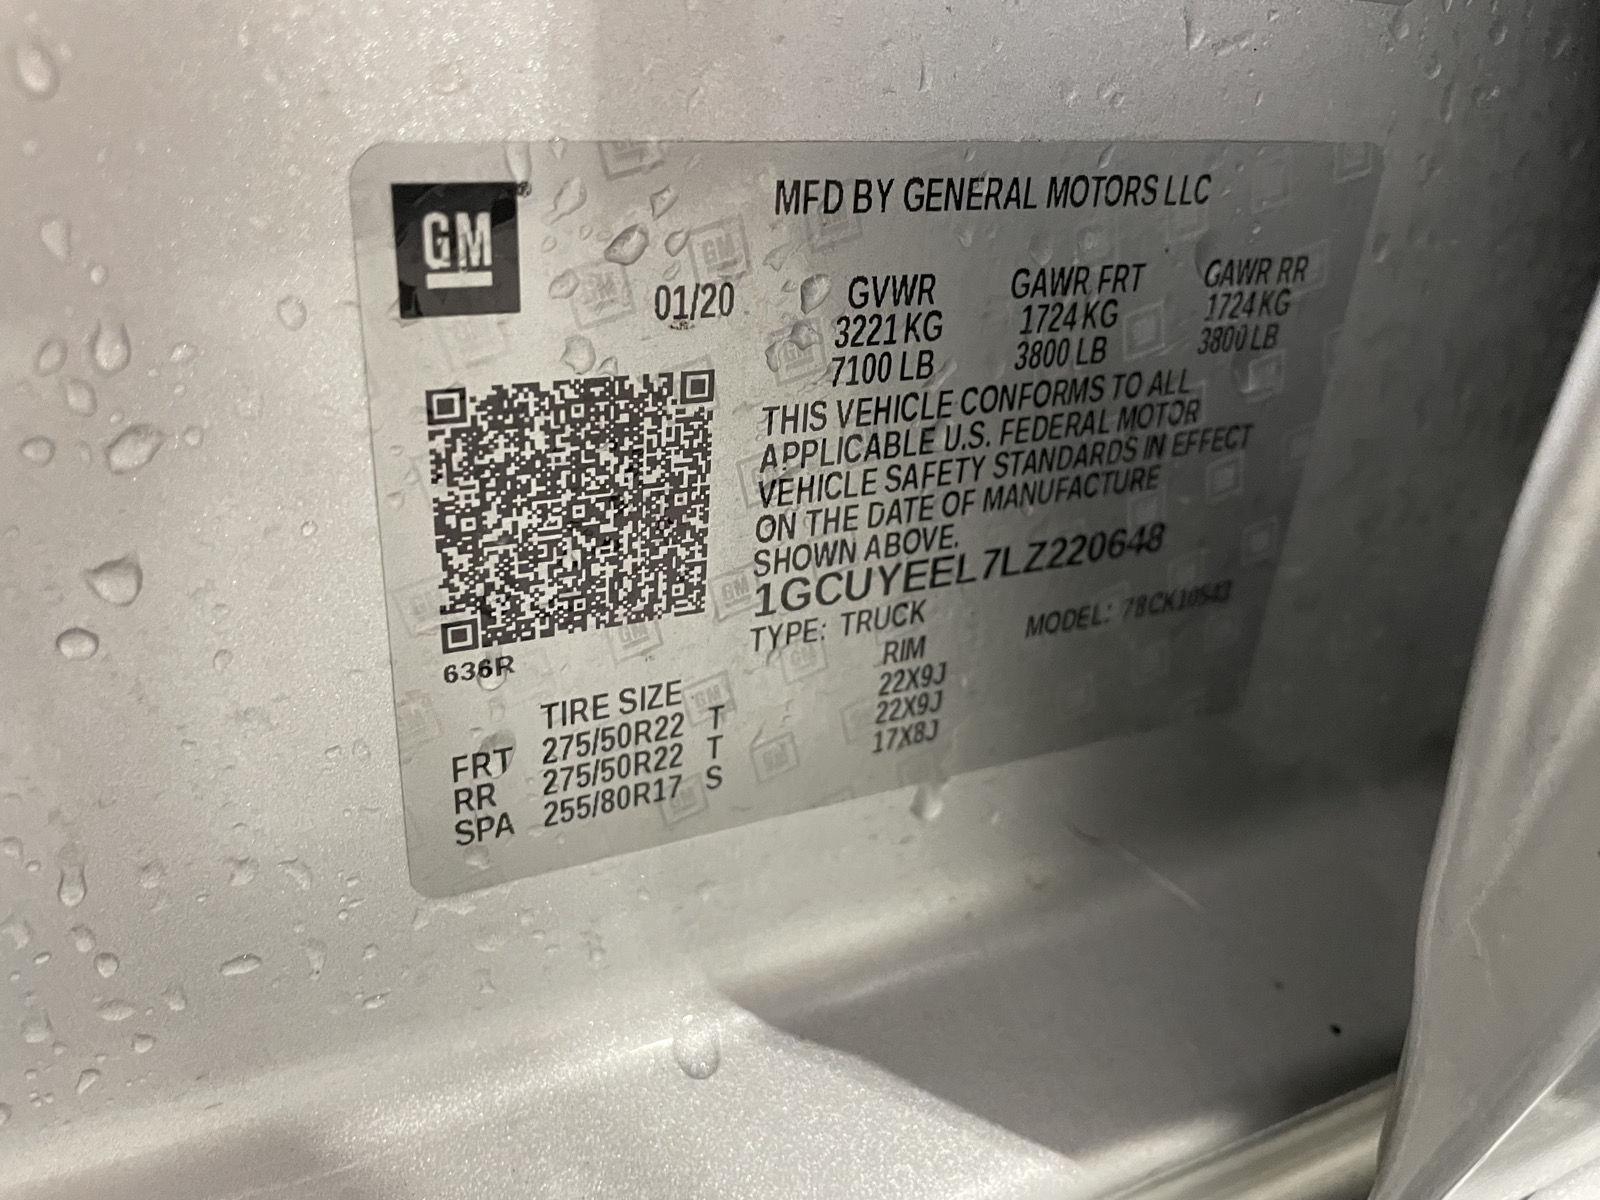 GM
MFD BY GENERAL MOTORS LLC
01/20
GVWR GAWR FRT GAWR RR
3221 KG 1724 KG 1724 KG
7100 LB 3800 LB 3800 LB
THIS VEHICLE CONFORMS TO ALL
APPLICABLE U.S. FEDERAL MOTOR
VEHICLE SAFETY STANDARDS IN EFFECT
ON THE DATE OF MANUFACTURE
SHOWN ABOVE.
1GCUYEEL7LZ220648
TYPE: TRUCK MODEL: 78CK10543
636R
TIRE SIZE RIM
FRT 275/50R22 T 22X9J
RR 275/50R22 T 22X9J
SPA 255/80R17 S 17X8J